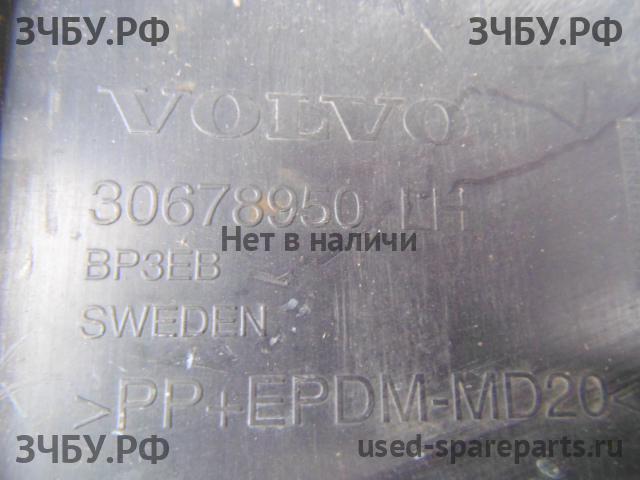 ЗЧБУ.РФ ЗЧБУ.РФ
VOLVO
30678950 LH
Нет в наличи
BP3EB
SWEDEN
>PP+EPDM-MD20<
ЗЧБУ.РФ used-spareparts.ru